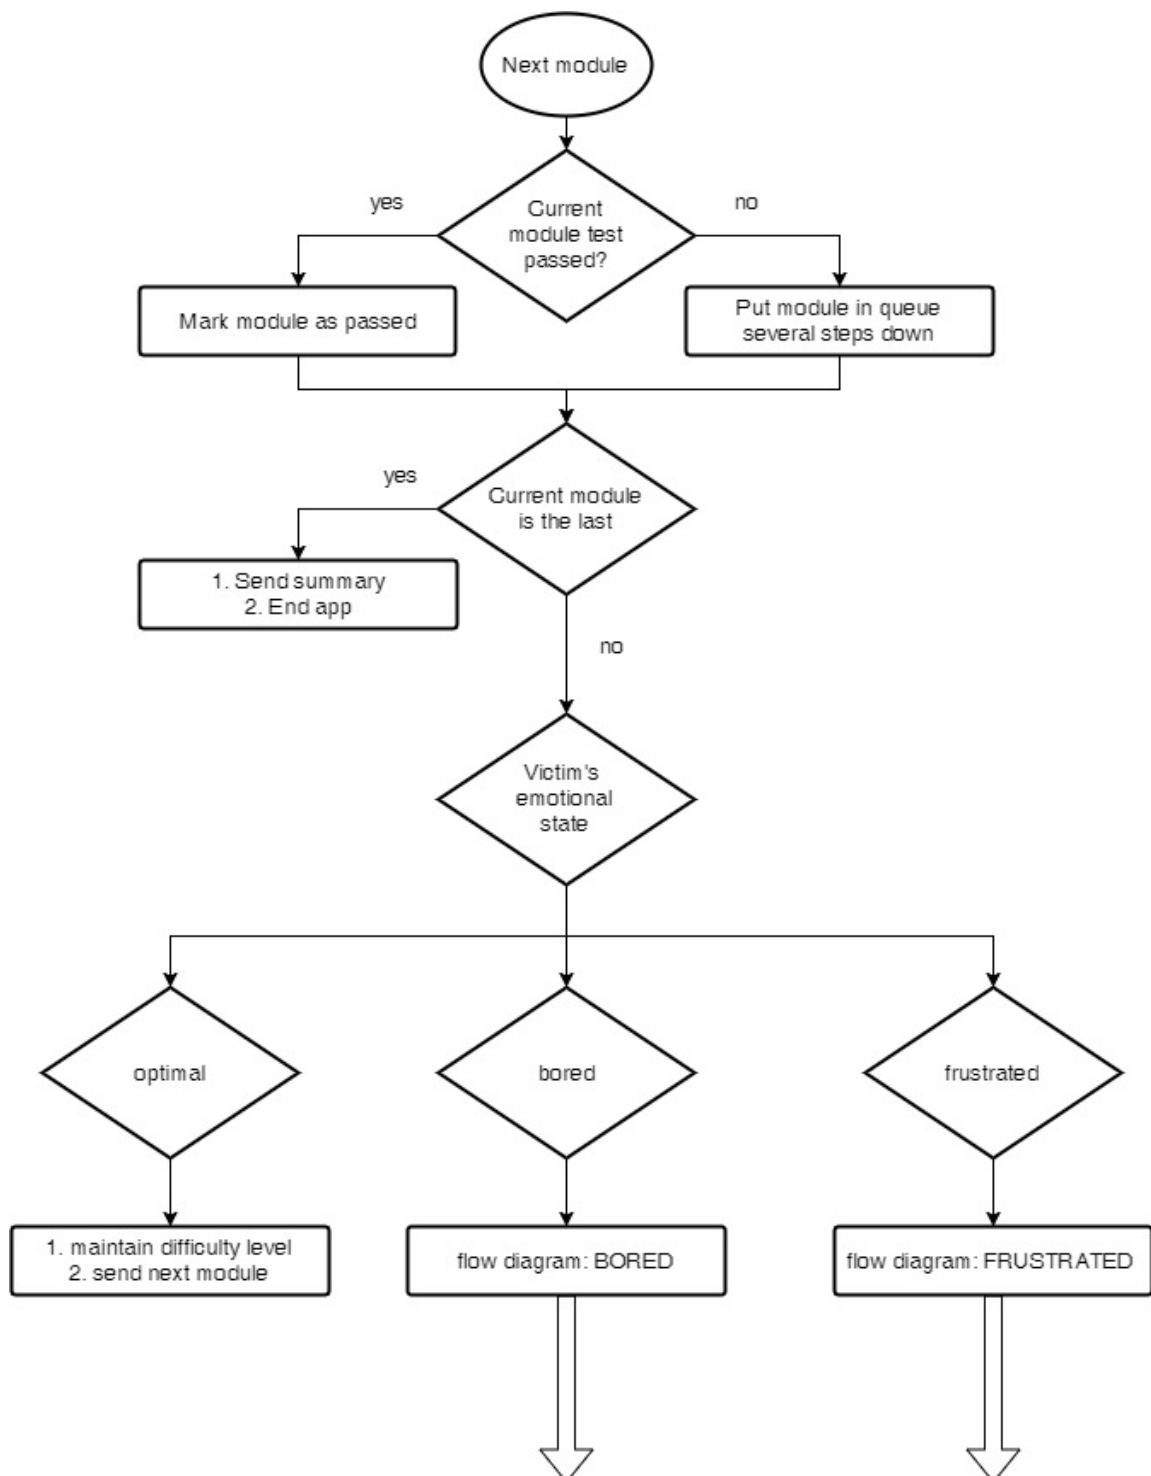 Next module
yes
Current
module test
passed?
no
Mark module as passed
Put module in queue
several steps down
yes
Current module
is the last
1. Send summary
2. End app
no
Victim's
emotional
state
optimal
bored
frustrated
1. maintain difficulty level
2. send next module
flow diagram: BORED
flow diagram: FRUSTRATED